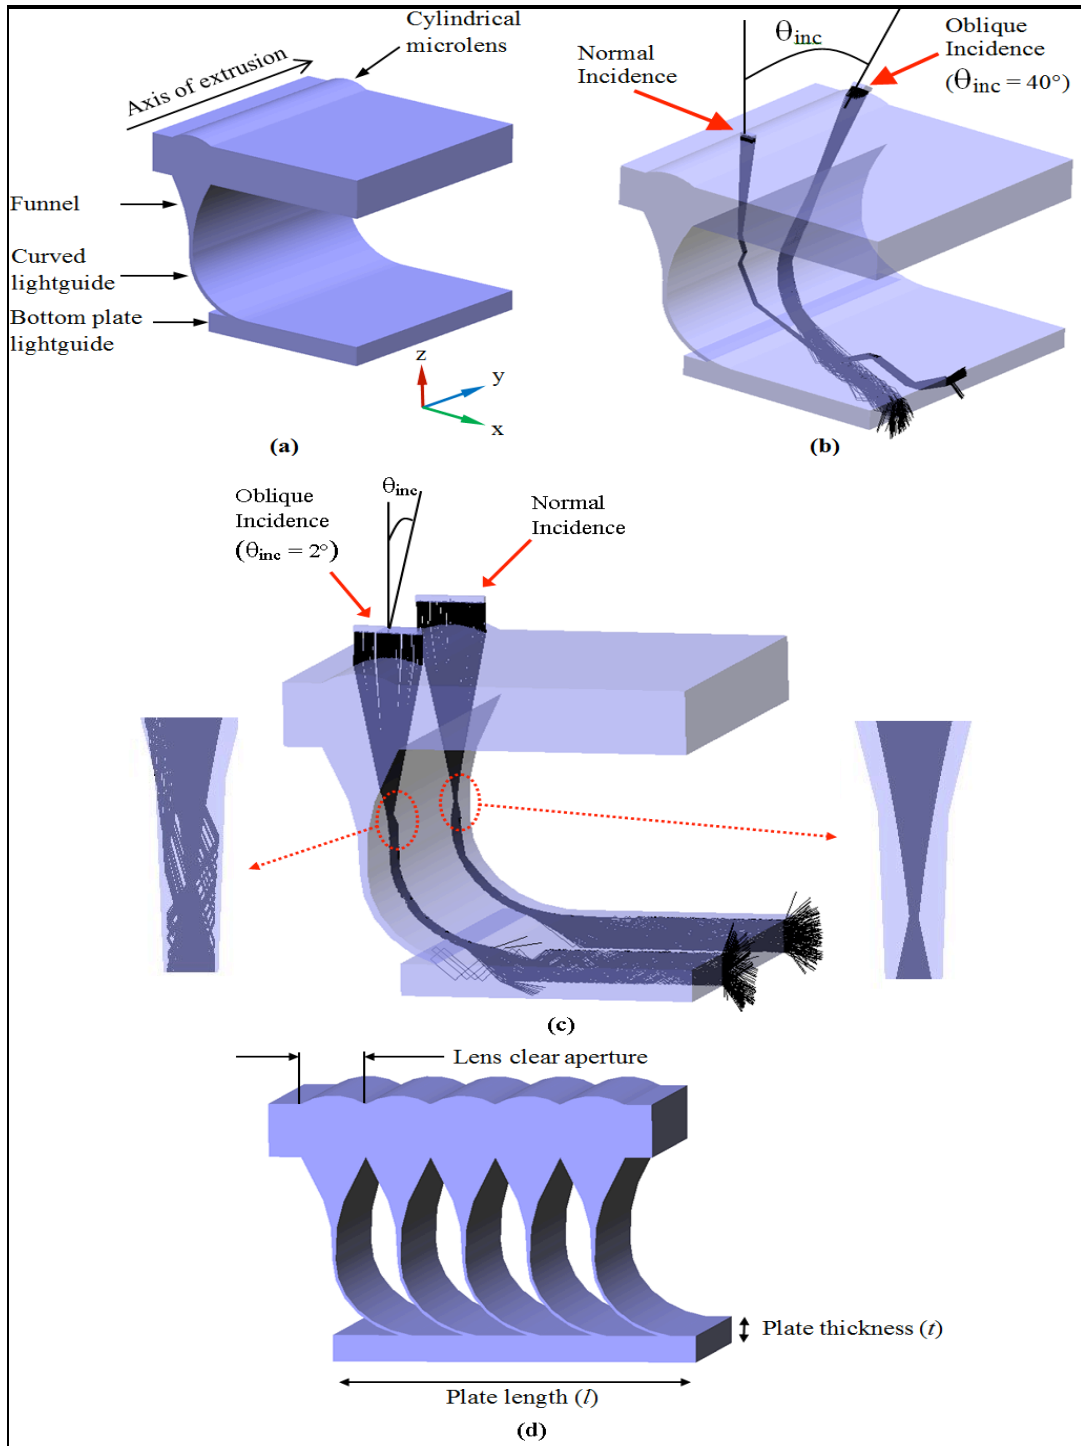 Cylindrical
microlens
Axis of extrusion
Funnel
Curved
lightguide
Bottom plate
lightguide
z
y
x
(a)
Normal
Incidence
θinc
Oblique
Incidence
(θinc = 40°)
(b)
Oblique
Incidence
(θinc = 2°)
θinc
Normal
Incidence
(c)
Lens clear aperture
Plate thickness (t)
Plate length (l)
(d)